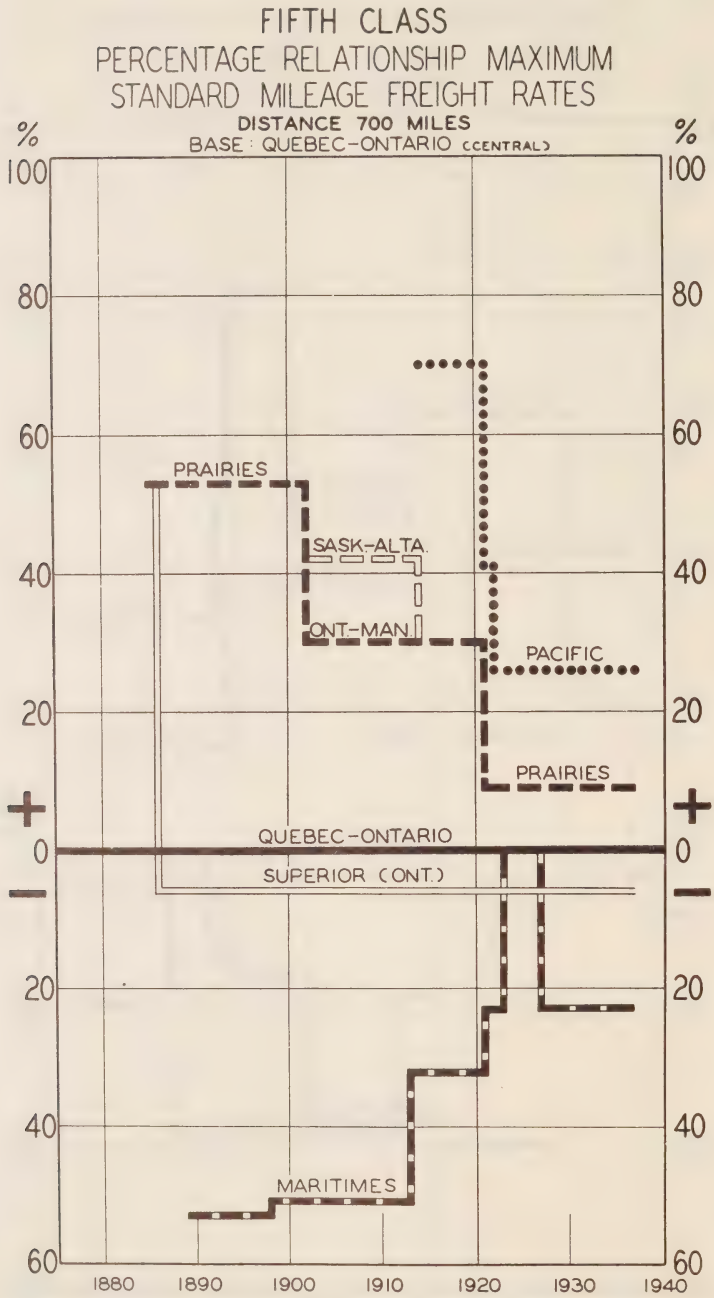 FIFTH CLASS
PERCENTAGE RELATIONSHIP MAXIMUM
STANDARD MILEAGE FREIGHT RATES
DISTANCE 700 MILES
% BASE: QUEBEC-ONTARIO (CENTRAL) %
100 100
80 80
60 60
PRAIRIES
SASK.-ALTA.
40 40
ONT.-MAN.
PACIFIC
20 20
PRAIRIES
+ +
QUEBEC-ONTARIO
0 0
SUPERIOR (ONT.)
− −
20 20
40 40
MARITIMES
60 60
1880 1890 1900 1910 1920 1930 1940